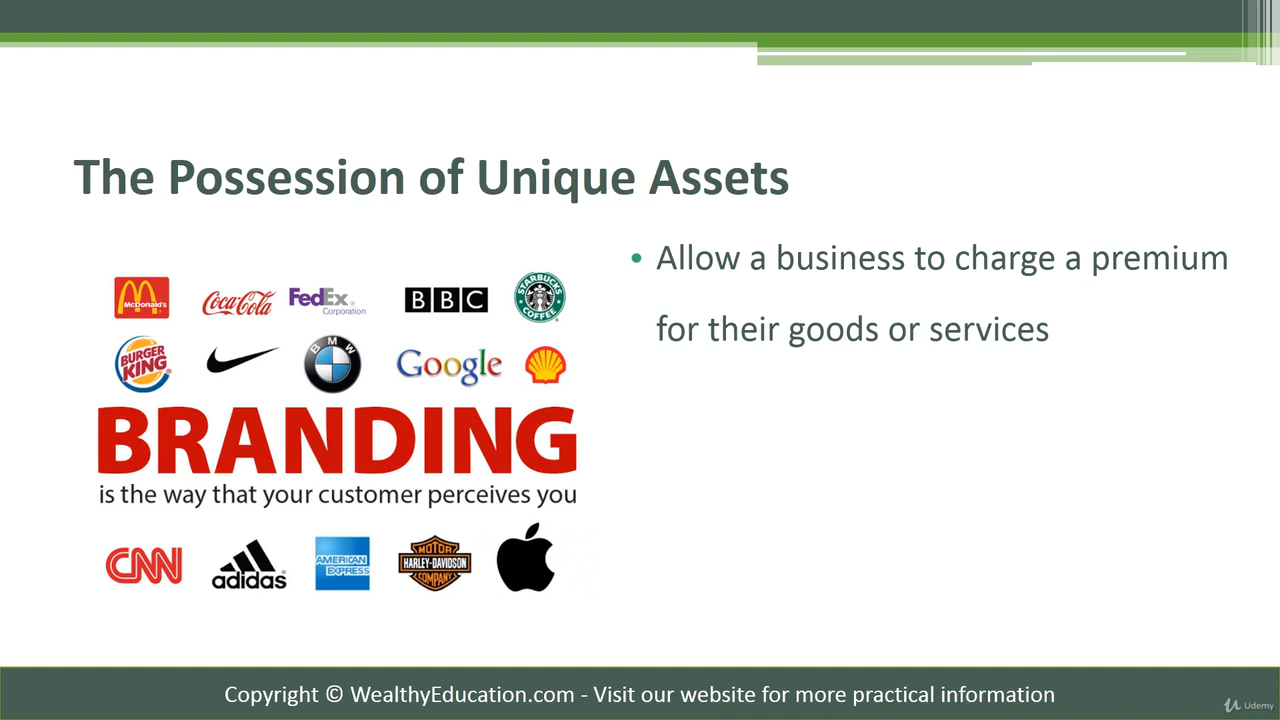 The Possession of Unique Assets
• Allow a business to charge a premium
for their goods or services
McDonald's
Coca-Cola
FedEx®
Corporation
BBC
STARBUCKS
COFFEE
BURGER
KING
BMW
Google
BRANDING
is the way that your customer perceives you
CNN
adidas
AMERICAN
EXPRESS
MOTOR
HARLEY-DAVIDSON
COMPANY
Copyright © WealthyEducation.com - Visit our website for more practical information
Udemy